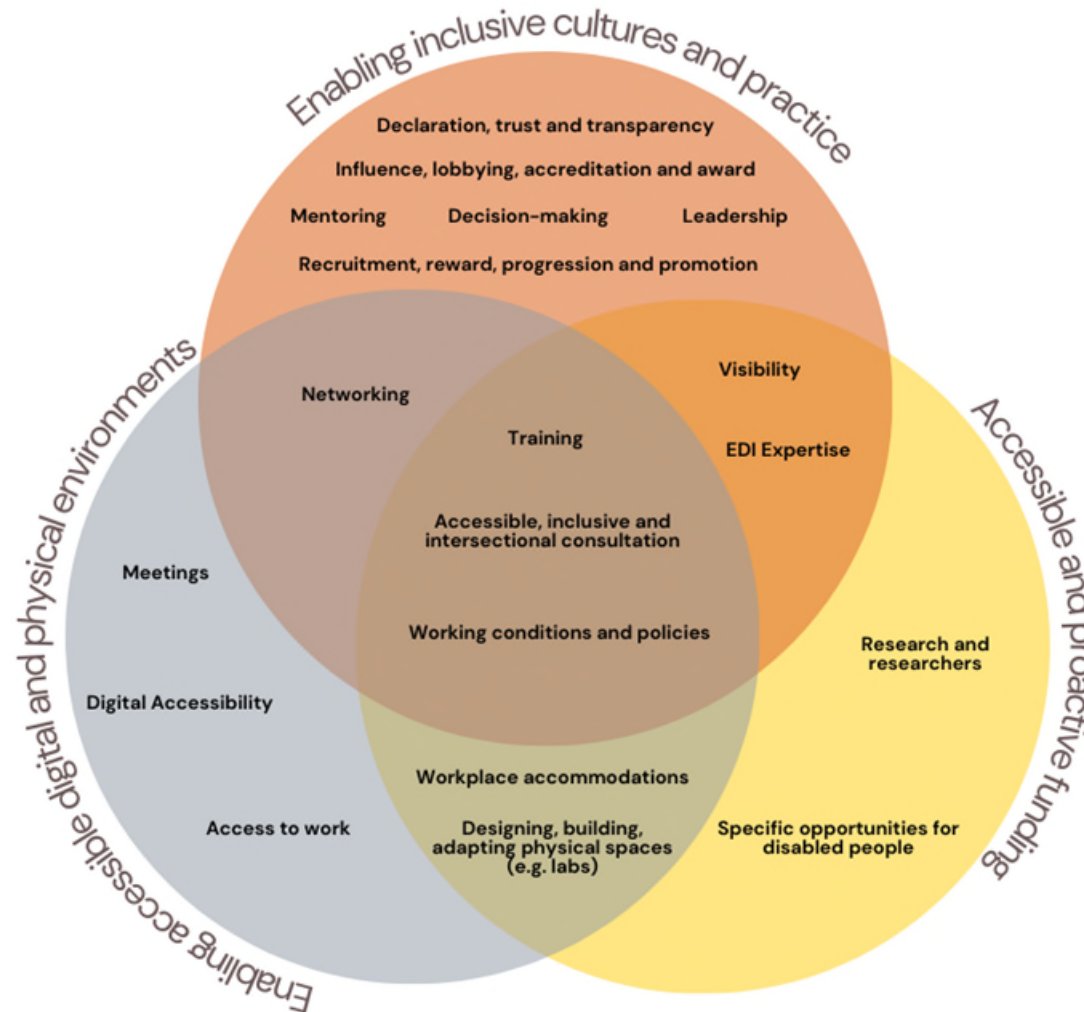 Enabling inclusive cultures and practice
Declaration, trust and transparency
Influence, lobbying, accreditation and award
Mentoring
Decision-making
Leadership
Recruitment, reward, progression and promotion
Enabling accessible digital and physical environments
Accessible and proactive funding
Networking
Visibility
Training
EDI Expertise
Accessible, inclusive and
intersectional consultation
Meetings
Working conditions and policies
Research and
researchers
Digital Accessibility
Workplace accommodations
Access to work
Designing, building,
adapting physical spaces
(e.g. labs)
Specific opportunities for
disabled people